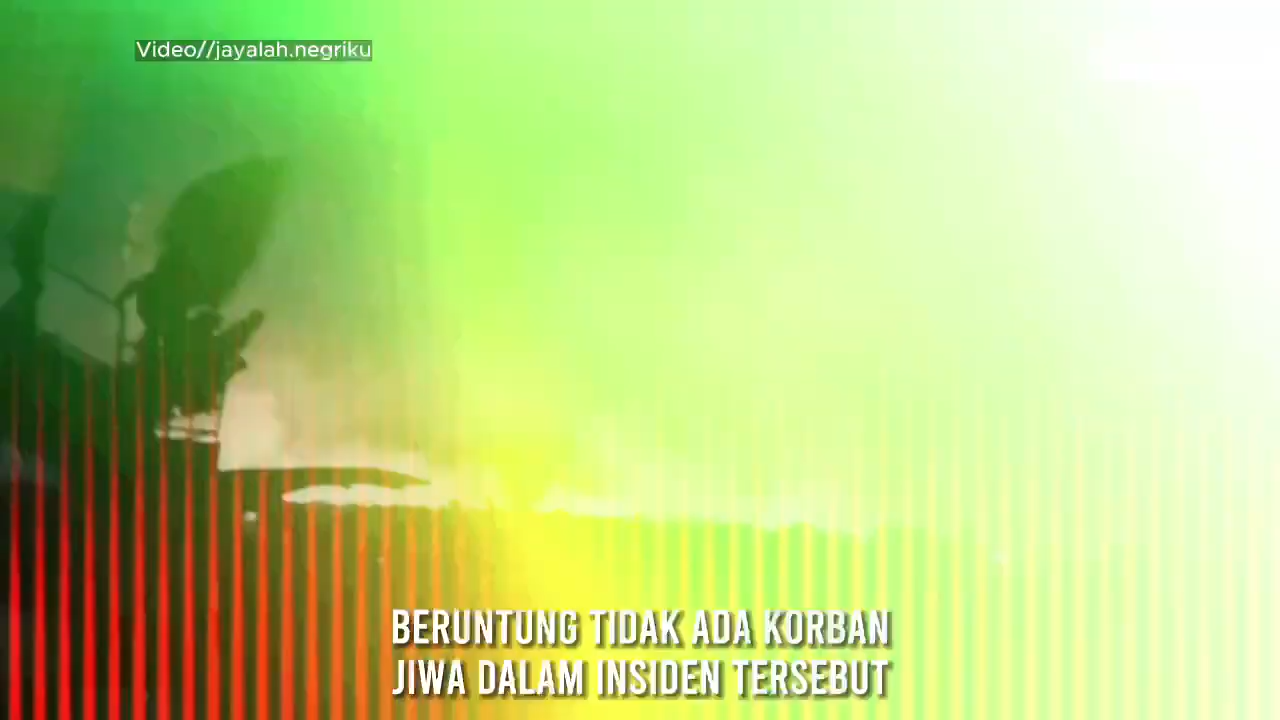 Video//jayalah.negriku
BERUNTUNG TIDAK ADA KORBAN
JIWA DALAM INSIDEN TERSEBUT